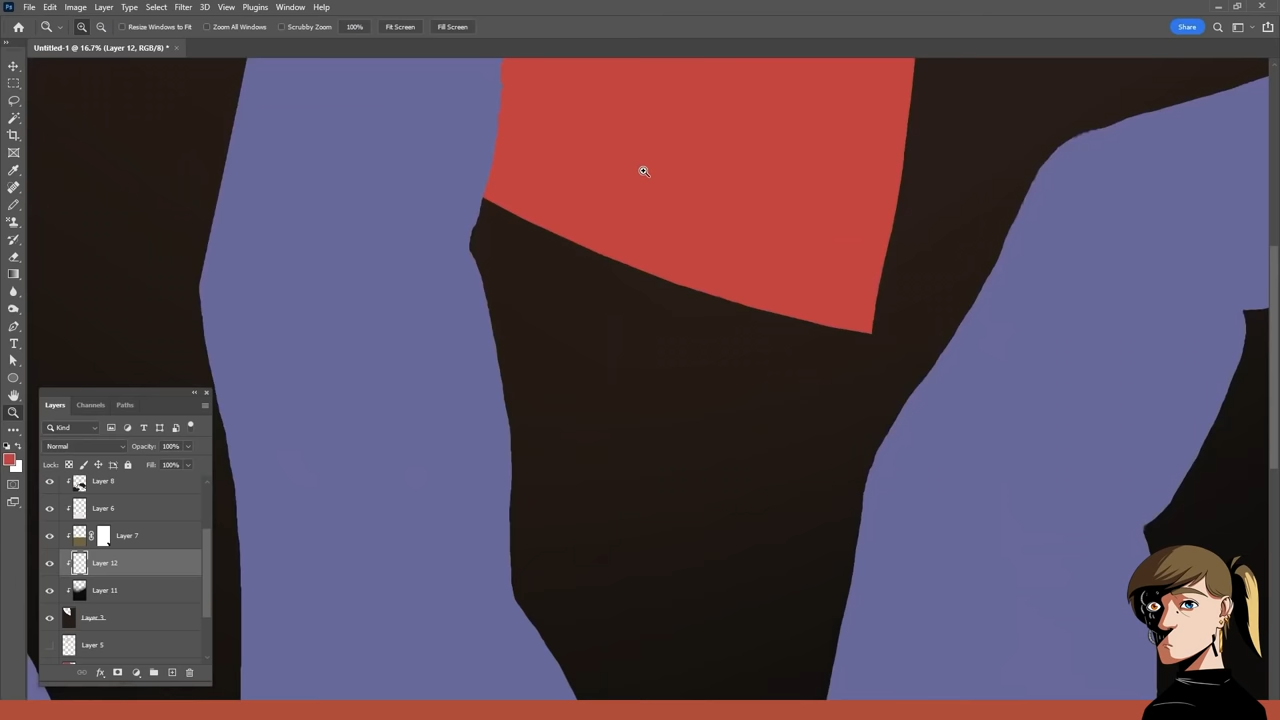 Ps File Edit Image Layer Type Select Filter 3D View Plugins Window Help
Resize Windows to Fit Zoom All Windows Scrubby Zoom 100% Fit Screen Fill Screen Share
Untitled-1 @ 16.7% (Layer 12, RGB/8) *
Layers Channels Paths
Kind
Normal Opacity: 100%
Lock: Fill: 100%
Layer 8
Layer 6
Layer 7
Layer 12
Layer 11
Layer 3
Layer 5
fx